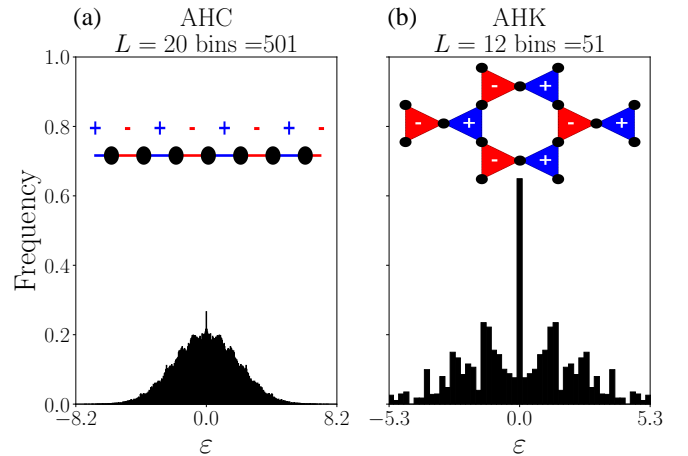 (a) AHC
L = 20 bins =501
Frequency
1.0
0.8
0.6
0.4
0.2
0.0
+ - + - + - + -
−8.2 0.0 8.2
ε
(b) AHK
L = 12 bins =51
- +
- + - +
- +
−5.3 0.0 5.3
ε